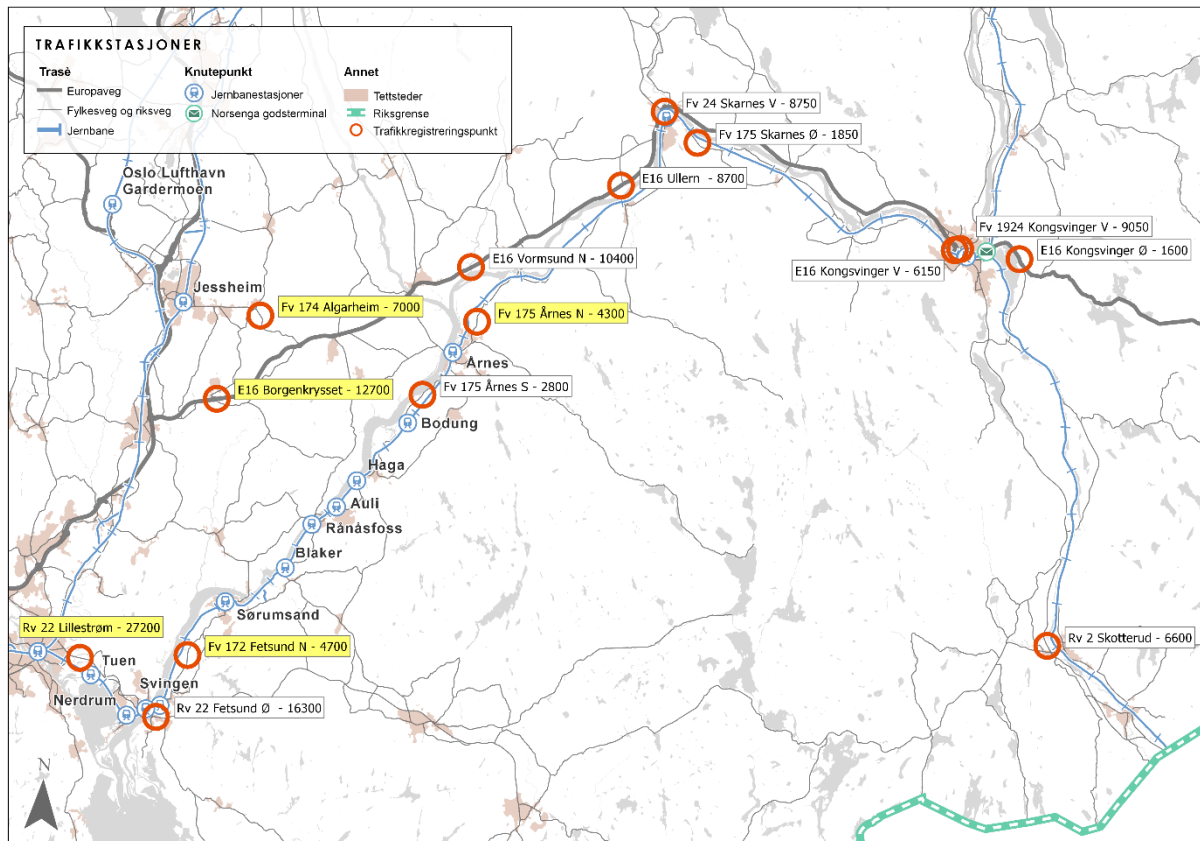 TRAFIKKSTASJONER
Trasè
Europaveg
Fylkesveg og riksveg
Jernbane
Knutepunkt
Jernbanestasjoner
Norsenga godsterminal
Annet
Tettsteder
Riksgrense
Trafikkregistreringspunkt
Fv 24 Skarnes V - 8750
Fv 175 Skarnes Ø - 1850
Oslo Lufthavn
Gardermoen
E16 Ullern - 8700
Fv 1924 Kongsvinger V - 9050
E16 Kongsvinger Ø - 1600
E16 Vormsund N - 10400
E16 Kongsvinger V - 6150
Jessheim
Fv 174 Algarheim - 7000
Fv 175 Årnes N - 4300
Årnes
E16 Borgenkrysset - 12700
Fv 175 Årnes S - 2800
Bodung
Haga
Auli
Rånåsfoss
Blaker
Sørumsand
Rv 22 Lillestrøm - 27200
Rv 2 Skotterud - 6600
Fv 172 Fetsund N - 4700
Tuen
Svingen
Nerdrum
Rv 22 Fetsund Ø - 16300
N